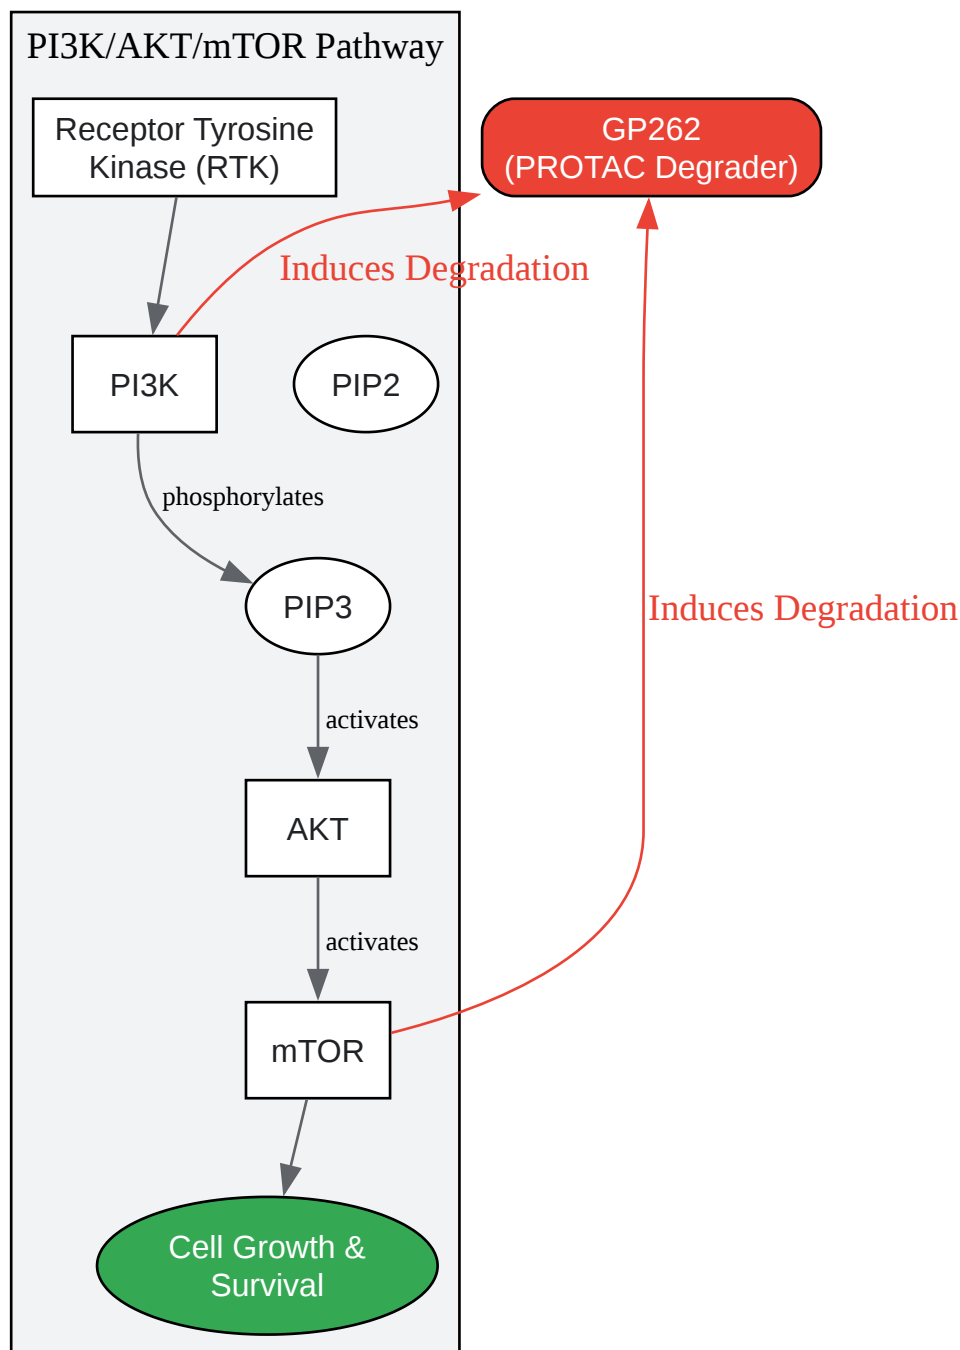 PI3K/AKT/mTOR Pathway
Receptor Tyrosine
Kinase (RTK)
GP262
(PROTAC Degrader)
Induces Degradation
PI3K
PIP2
phosphorylates
PIP3
Induces Degradation
activates
AKT
activates
mTOR
Cell Growth &
Survival